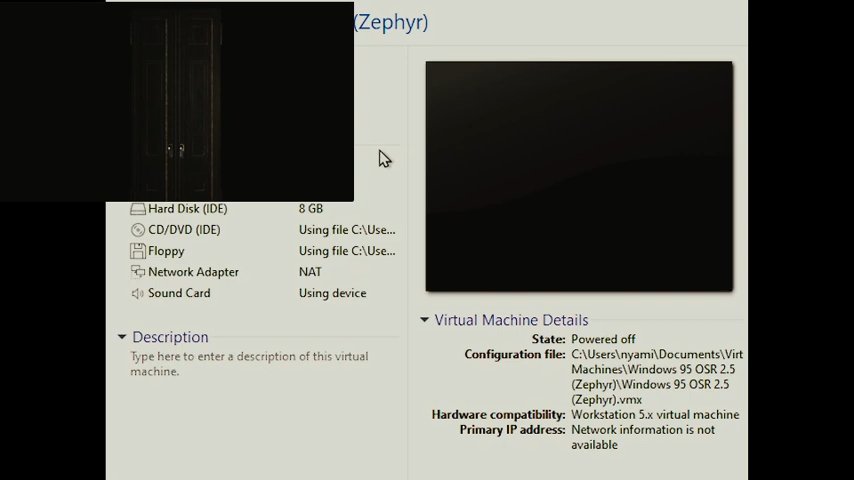 (Zephyr)
Hard Disk (IDE) 8 GB
CD/DVD (IDE) Using file C:\Use...
Floppy Using file C:\Use...
Network Adapter NAT
Sound Card Using device
Description
Type here to enter a description of this virtual
machine.
Virtual Machine Details
State: Powered off
Configuration file: C:\Users\nyami\Documents\Virt
Machines\Windows 95 OSR 2.5
(Zephyr)\Windows 95 OSR 2.5
(Zephyr).vmx
Hardware compatibility: Workstation 5.x virtual machine
Primary IP address: Network information is not
available